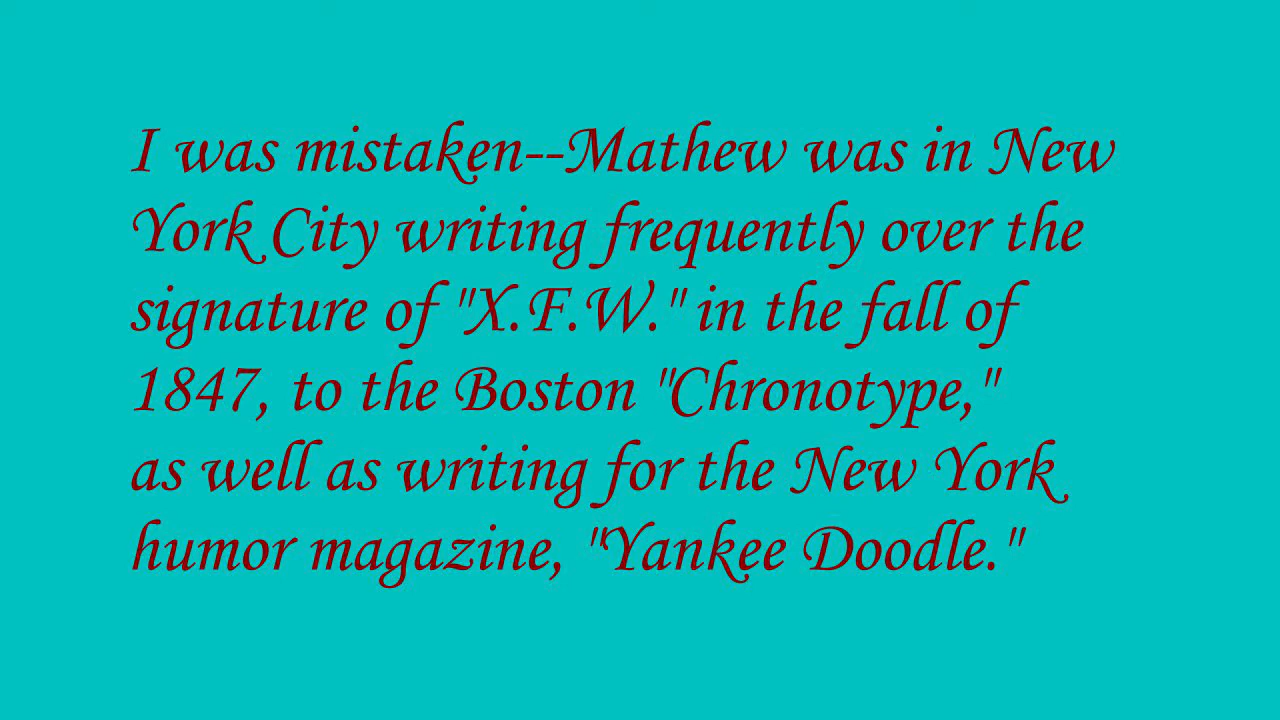 I was mistaken--Mathew was in New
York City writing frequently over the
signature of "X.F.W." in the fall of
1847, to the Boston "Chronotype,"
as well as writing for the New York
humor magazine, "Yankee Doodle."